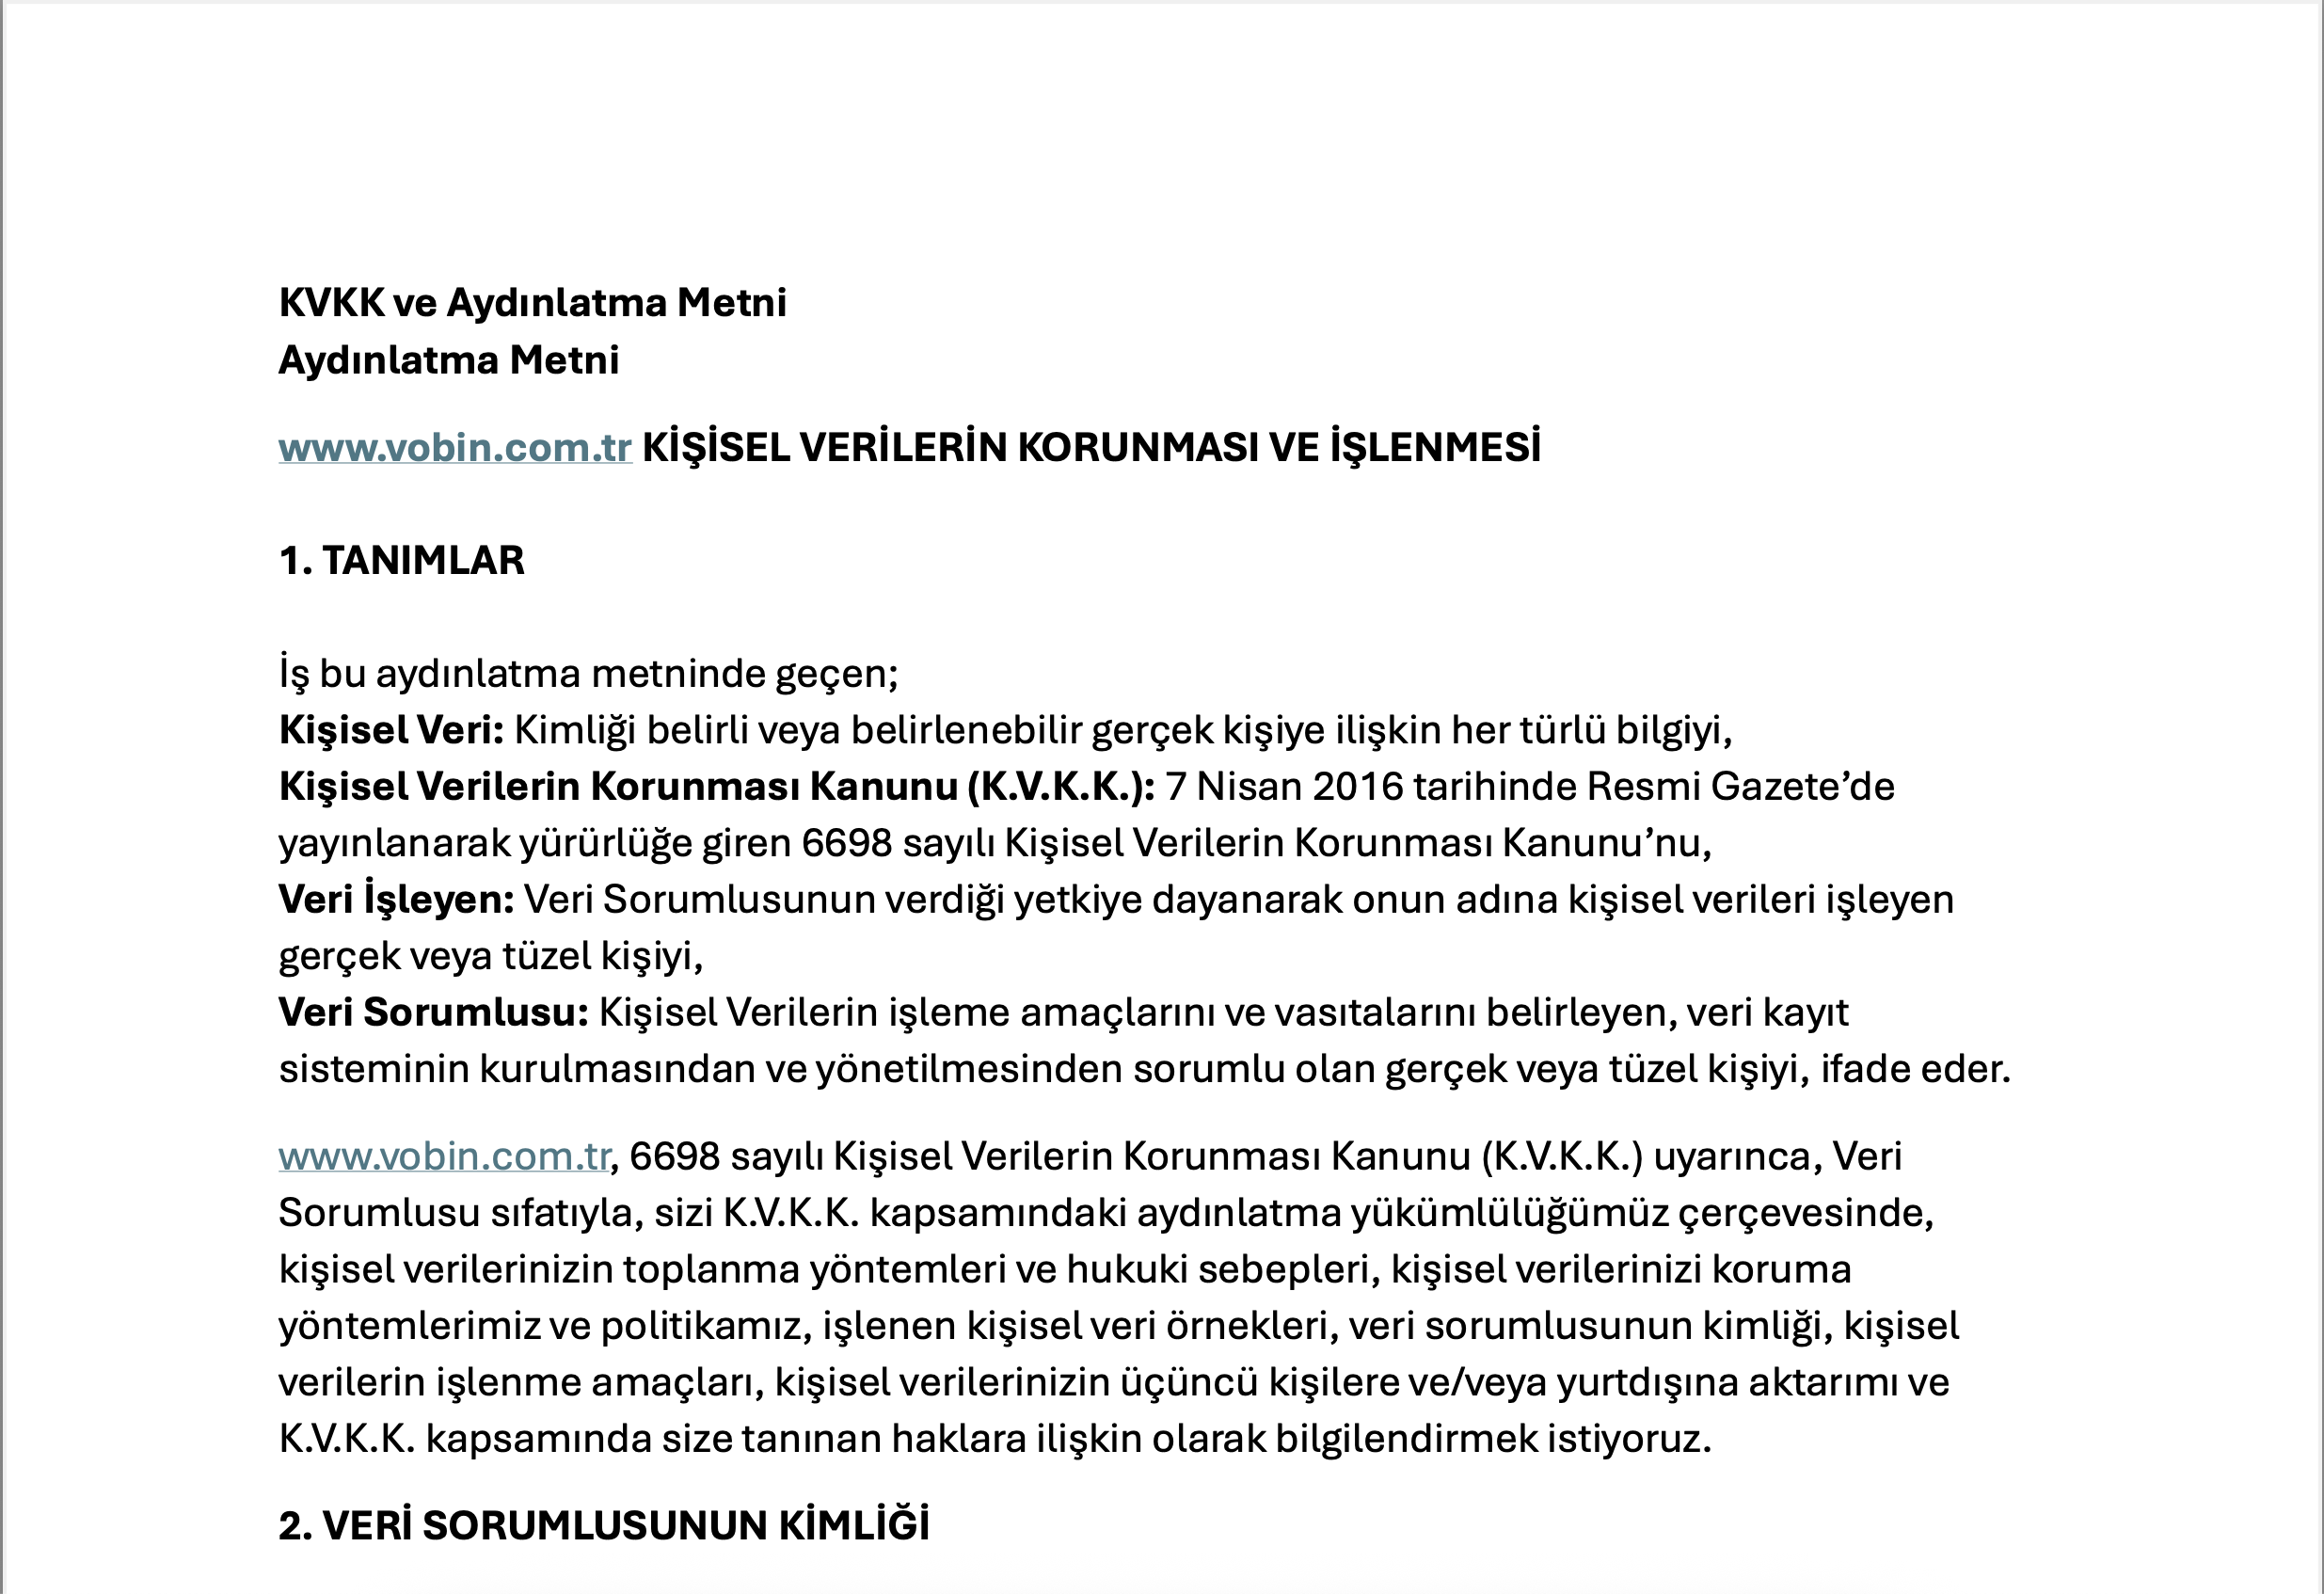 KVKK ve Aydınlatma Metni
Aydınlatma Metni
www.vobin.com.tr KİŞİSEL VERİLERİN KORUNMASI VE İŞLENMESİ
1. TANIMLAR
İş bu aydınlatma metninde geçen;
Kişisel Veri: Kimliği belirli veya belirlenebilir gerçek kişiye ilişkin her türlü bilgiyi,
Kişisel Verilerin Korunması Kanunu (K.V.K.K.): 7 Nisan 2016 tarihinde Resmi Gazete’de
yayınlanarak yürürlüğe giren 6698 sayılı Kişisel Verilerin Korunması Kanunu’nu,
Veri İşleyen: Veri Sorumlusunun verdiği yetkiye dayanarak onun adına kişisel verileri işleyen
gerçek veya tüzel kişiyi,
Veri Sorumlusu: Kişisel Verilerin işleme amaçlarını ve vasıtalarını belirleyen, veri kayıt
sisteminin kurulmasından ve yönetilmesinden sorumlu olan gerçek veya tüzel kişiyi, ifade eder.
www.vobin.com.tr, 6698 sayılı Kişisel Verilerin Korunması Kanunu (K.V.K.K.) uyarınca, Veri
Sorumlusu sıfatıyla, sizi K.V.K.K. kapsamındaki aydınlatma yükümlülüğümüz çerçevesinde,
kişisel verilerinizin toplanma yöntemleri ve hukuki sebepleri, kişisel verilerinizi koruma
yöntemlerimiz ve politikamız, işlenen kişisel veri örnekleri, veri sorumlusunun kimliği, kişisel
verilerin işlenme amaçları, kişisel verilerinizin üçüncü kişilere ve/veya yurtdışına aktarımı ve
K.V.K.K. kapsamında size tanınan haklara ilişkin olarak bilgilendirmek istiyoruz.
2. VERİ SORUMLUSUNUN KİMLİĞİ